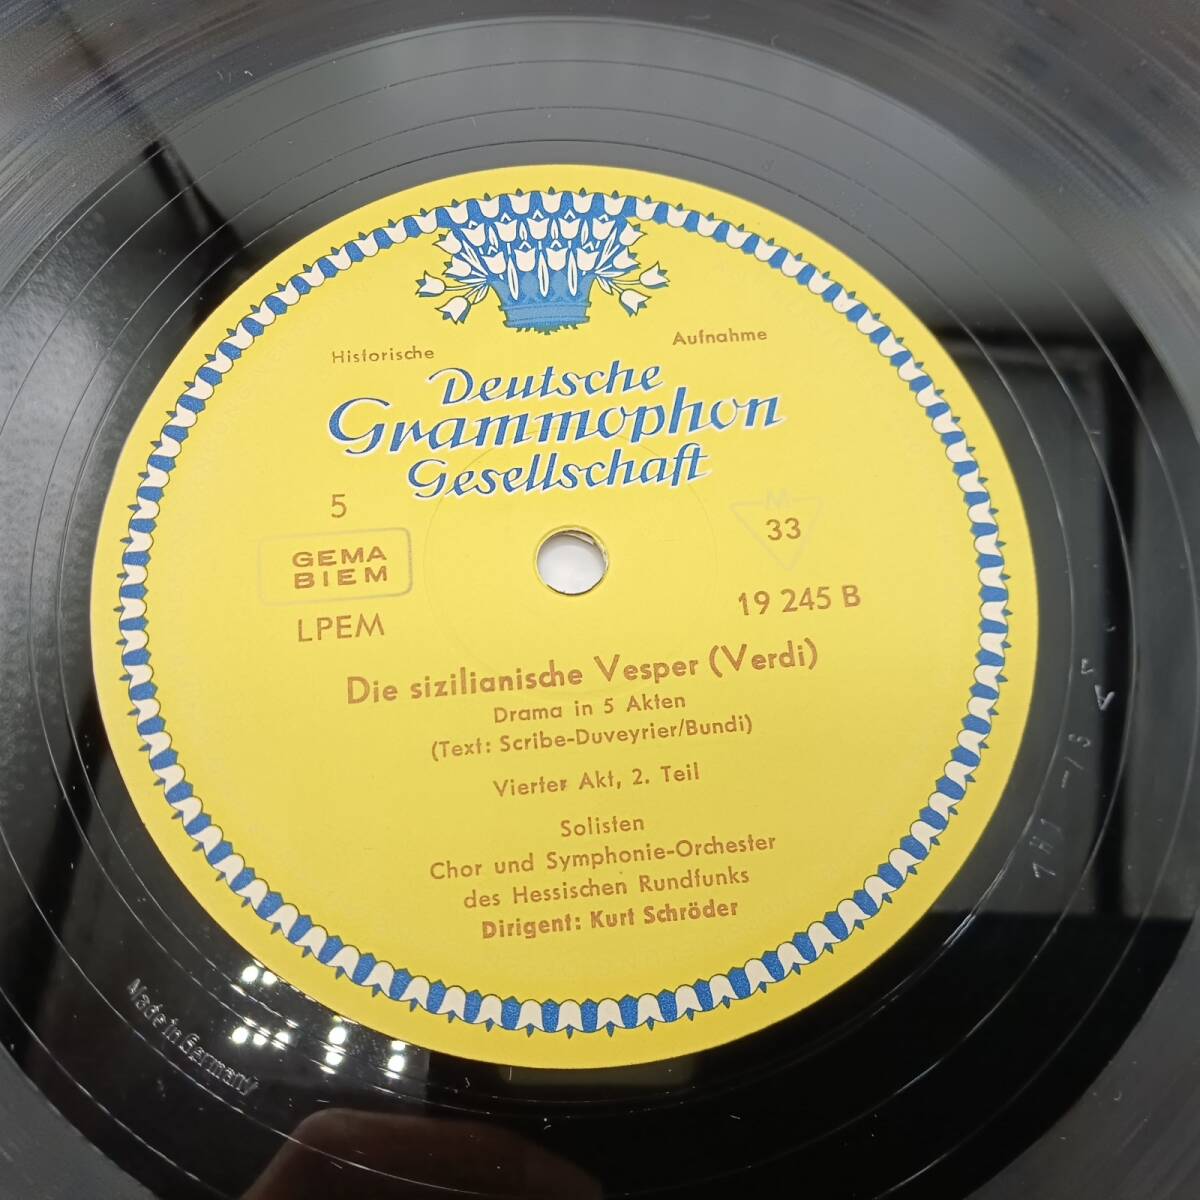 Historische Aufnahme
Deutsche
Grammophon
Gesellschaft
5
GEMA
BIEM
LPEM
M
33
19 245 B
Die sizilianische Vesper (Verdi)
Drama in 5 Akten
(Text: Scribe-Duveyrier/Bundi)
Vierter Akt, 2. Teil
Solisten
Chor und Symphonie-Orchester
des Hessischen Rundfunks
Dirigent: Kurt Schröder
Made in Germany